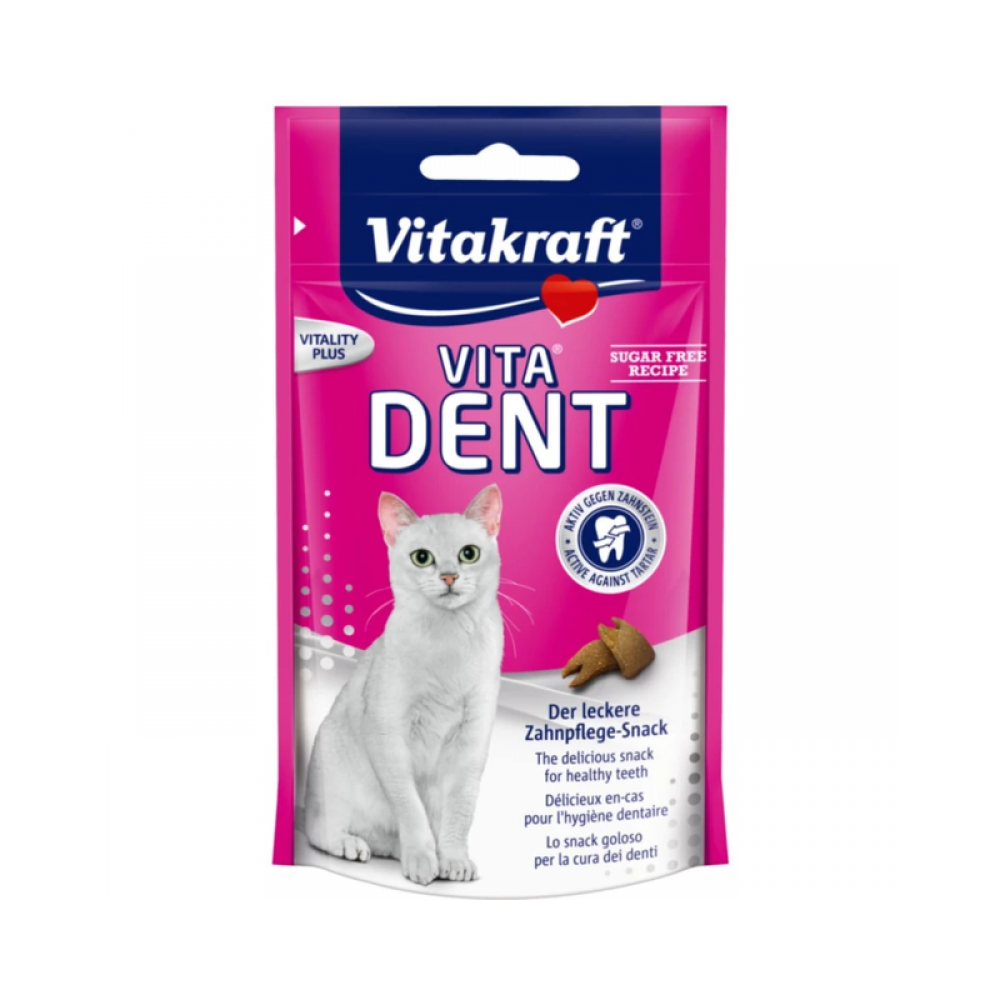 Vitakraft®
VITALITY
PLUS
VITA®
DENT
SUGAR FREE
RECIPE
AKTIV GEGEN ZAHNSTEIN
ACTIVE AGAINST TARTAR
Der leckere
Zahnpflege-Snack
The delicious snack
for healthy teeth
Délicieux en-cas
pour l'hygiène dentaire
Lo snack goloso
per la cura dei denti